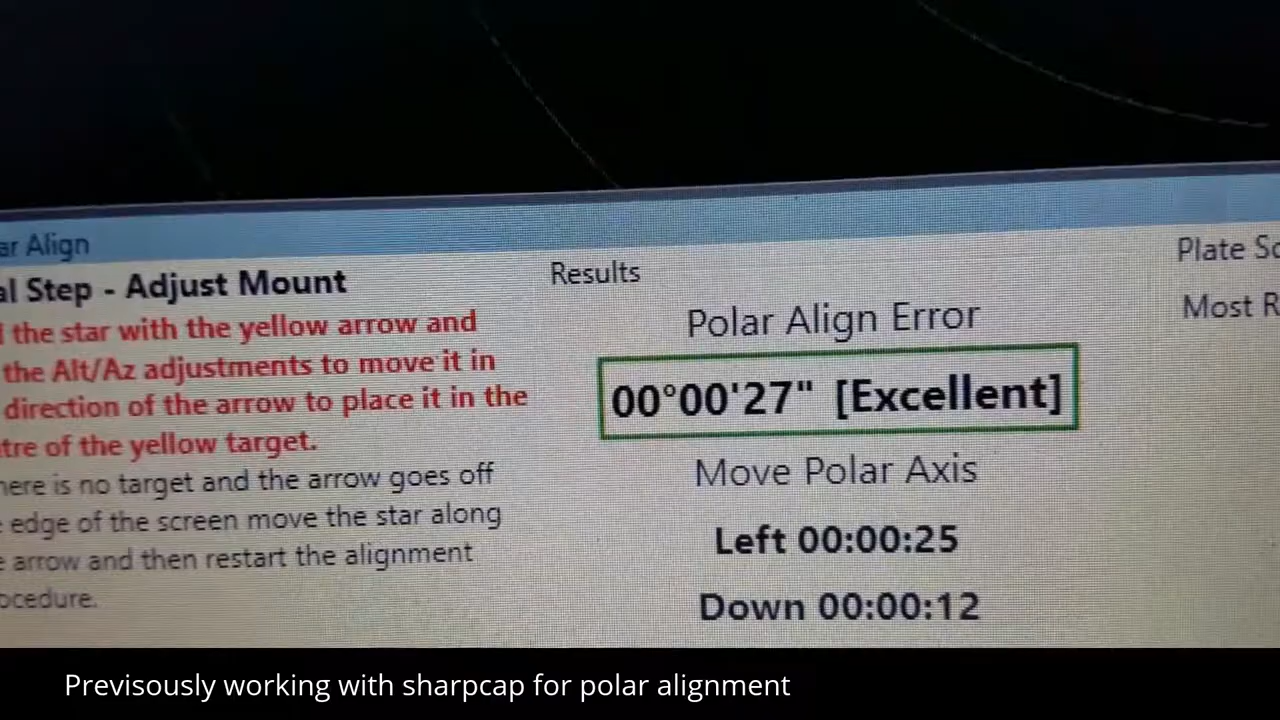 ar Align
al Step - Adjust Mount
the star with the yellow arrow and
the Alt/Az adjustments to move it in
direction of the arrow to place it in the
tre of the yellow target.
here is no target and the arrow goes off
edge of the screen move the star along
arrow and then restart the alignment
ocedure.
Results
Polar Align Error
00°00'27" [Excellent]
Move Polar Axis
Left 00:00:25
Down 00:00:12
Plate So
Most R
Previsously working with sharpcap for polar alignment